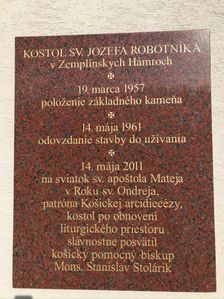 KOSTOL SV. JOZEFA ROBOTNÍKA
v Zemplínskych Hámroch
19. marca 1957
položenie základného kameňa
14. mája 1961
odovzdanie stavby do užívania
14. mája 2011
na sviatok sv. apoštola Mateja
v Roku sv. Ondreja,
patróna Košickej arcidiecézy,
kostol po obnovení
liturgického priestoru
slávnostne posvätil
košický pomocný biskup
Mons. Stanislav Stolárik